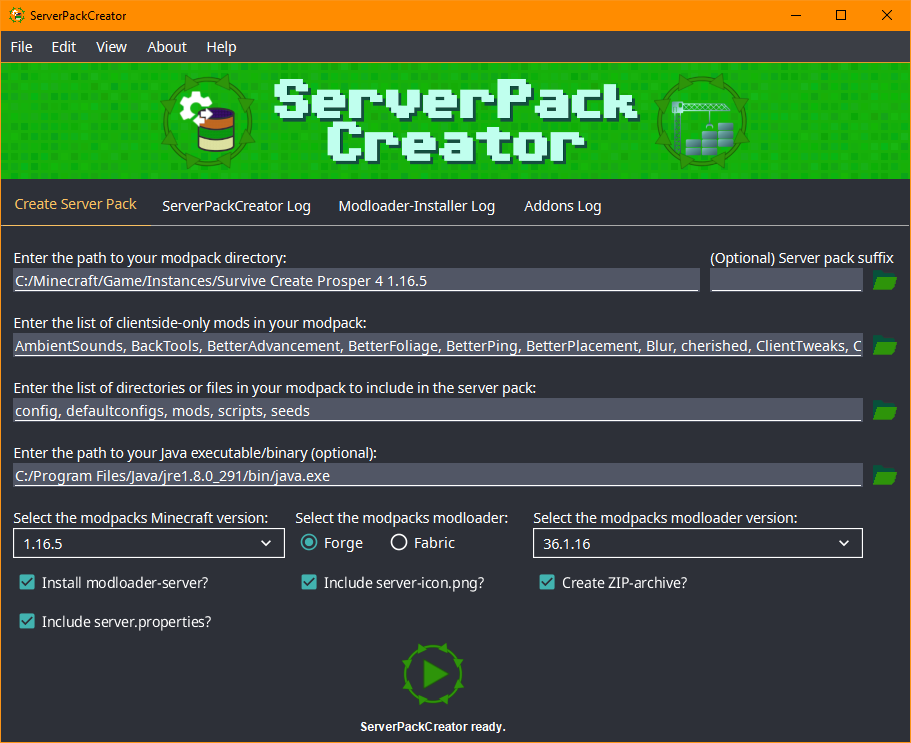 ServerPackCreator
File Edit View About Help
ServerPack
Creator
Create Server Pack ServerPackCreator Log Modloader-Installer Log Addons Log
Enter the path to your modpack directory: (Optional) Server pack suffix
C:/Minecraft/Game/Instances/Survive Create Prosper 4 1.16.5
Enter the list of clientside-only mods in your modpack:
AmbientSounds, BackTools, BetterAdvancement, BetterFoliage, BetterPing, BetterPlacement, Blur, cherished, ClientTweaks, C
Enter the list of directories or files in your modpack to include in the server pack:
config, defaultconfigs, mods, scripts, seeds
Enter the path to your Java executable/binary (optional):
C:/Program Files/Java/jre1.8.0_291/bin/java.exe
Select the modpacks Minecraft version: Select the modpacks modloader: Select the modpacks modloader version:
1.16.5 Forge Fabric 36.1.16
Install modloader-server? Include server-icon.png? Create ZIP-archive?
Include server.properties?
ServerPackCreator ready.